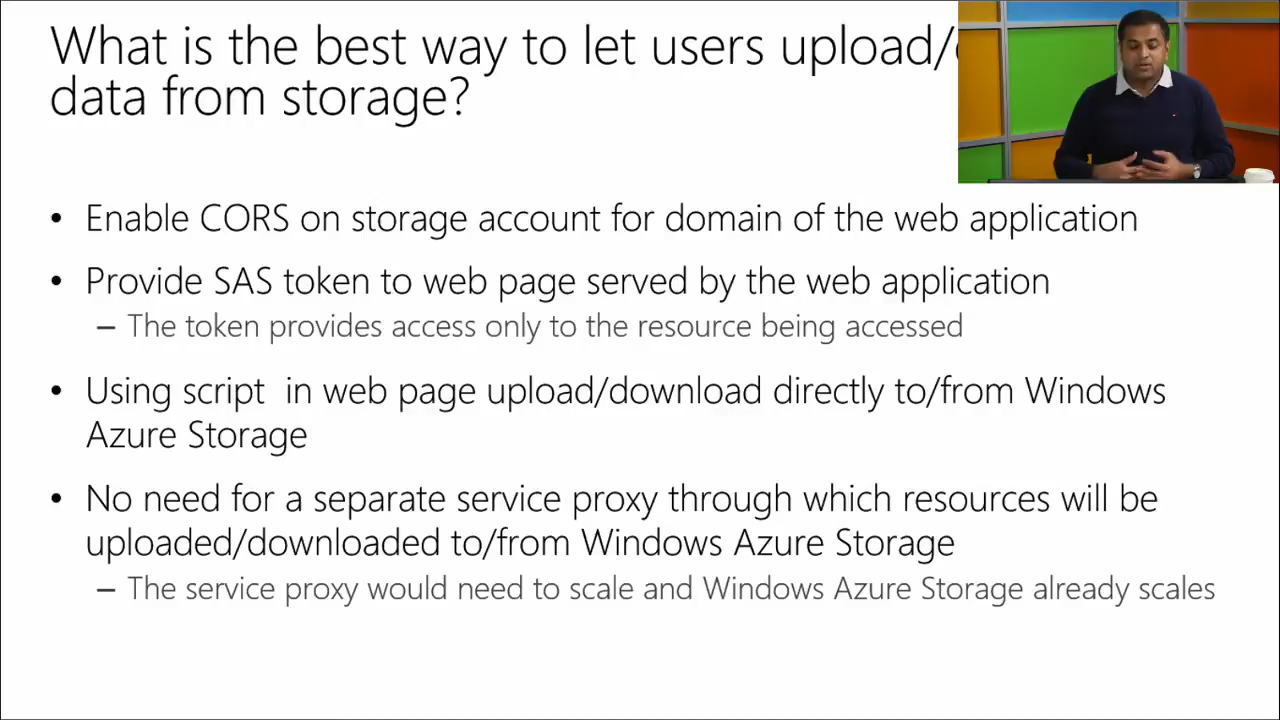 What is the best way to let users upload/
data from storage?
• Enable CORS on storage account for domain of the web application
• Provide SAS token to web page served by the web application
– The token provides access only to the resource being accessed
• Using script in web page upload/download directly to/from Windows
Azure Storage
• No need for a separate service proxy through which resources will be
uploaded/downloaded to/from Windows Azure Storage
– The service proxy would need to scale and Windows Azure Storage already scales